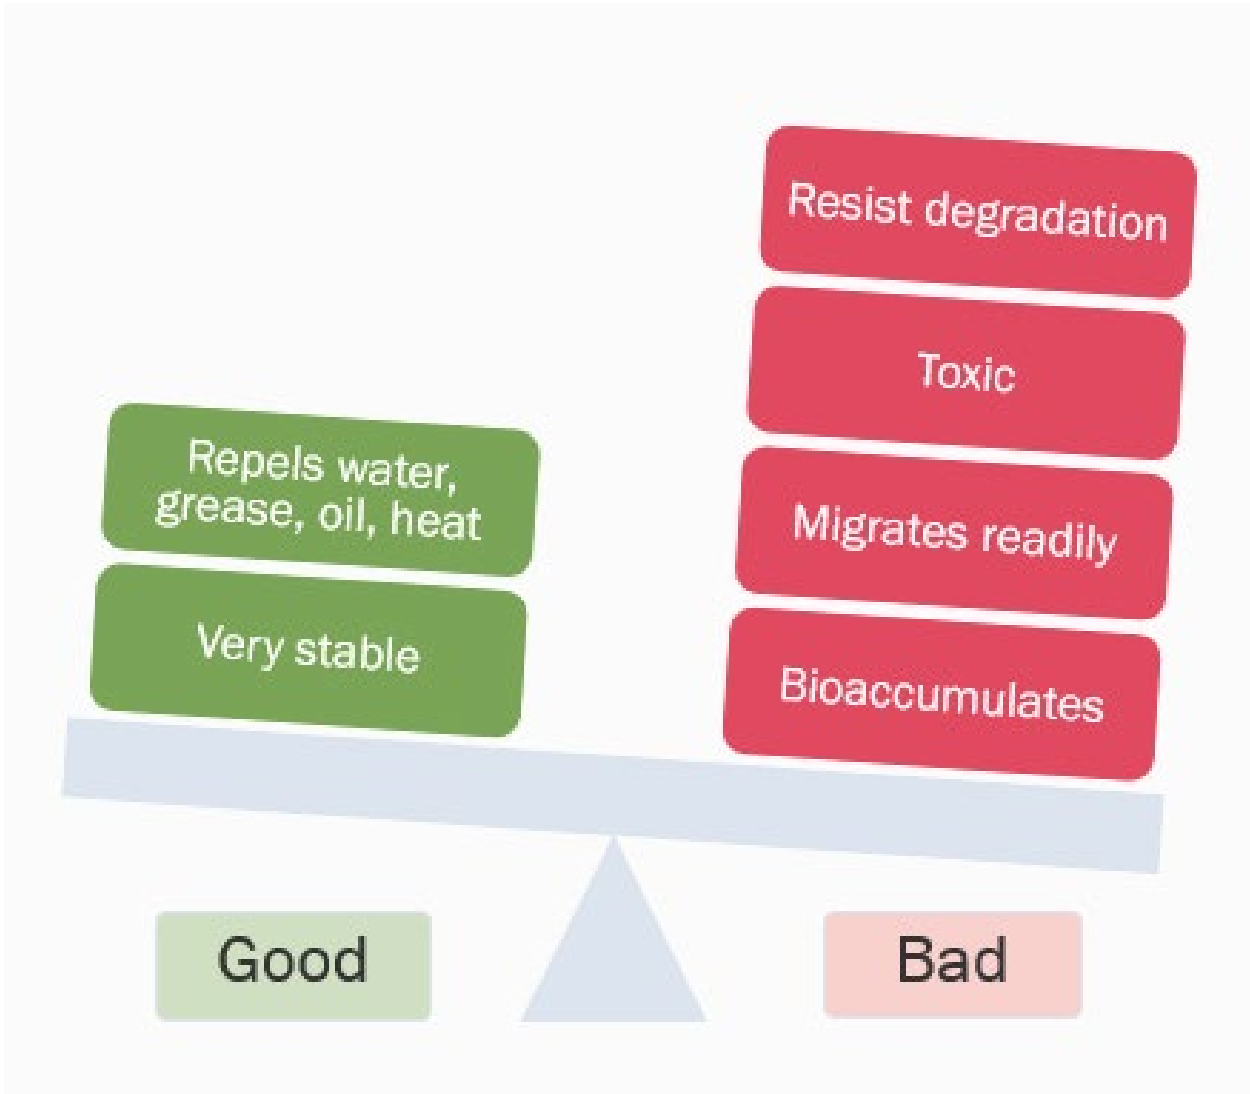 Repels water,
grease, oil, heat
Very stable
Good
Resist degradation
Toxic
Migrates readily
Bioaccumulates
Bad